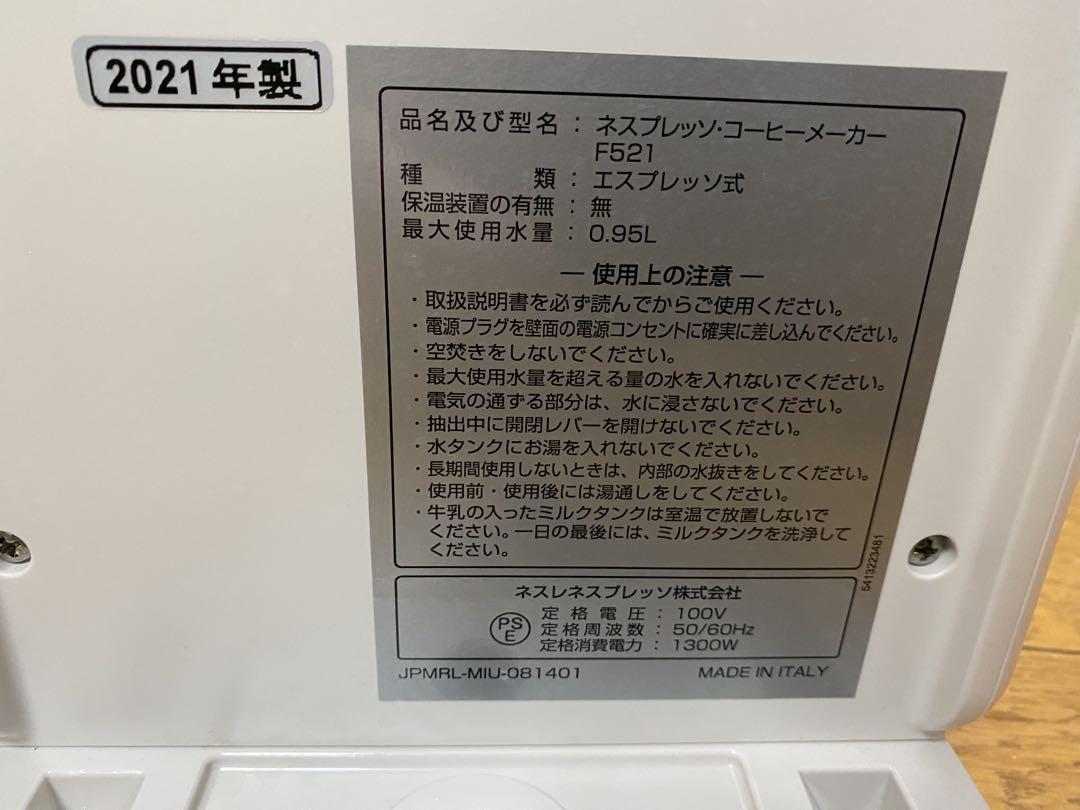 2021年製
品名及び型名：ネスプレッソ・コーヒーメーカー
F521
種類：エスプレッソ式
保温装置の有無：無
最大使用水量：0.95L
― 使用上の注意 ―
・取扱説明書を必ず読んでからご使用ください。
・電源プラグを壁面の電源コンセントに確実に差し込んでください。
・空焚きをしないでください。
・最大使用水量を超える量の水を入れないでください。
・電気の通ずる部分は、水に浸さないでください。
・抽出中に開閉レバーを開けないでください。
・水タンクにお湯を入れないでください。
・長期間使用しないときは、内部の水抜きをしてください。
・使用前・使用後には湯通しをしてください。
・牛乳の入ったミルクタンクは室温で放置しないで
ください。一日の最後には、ミルクタンクを洗浄して
ください。
5413223481
ネスレネスプレッソ株式会社
PS
E
定格電圧：100V
定格周波数：50/60Hz
定格消費電力：1300W
JPMRL-MIU-081401
MADE IN ITALY